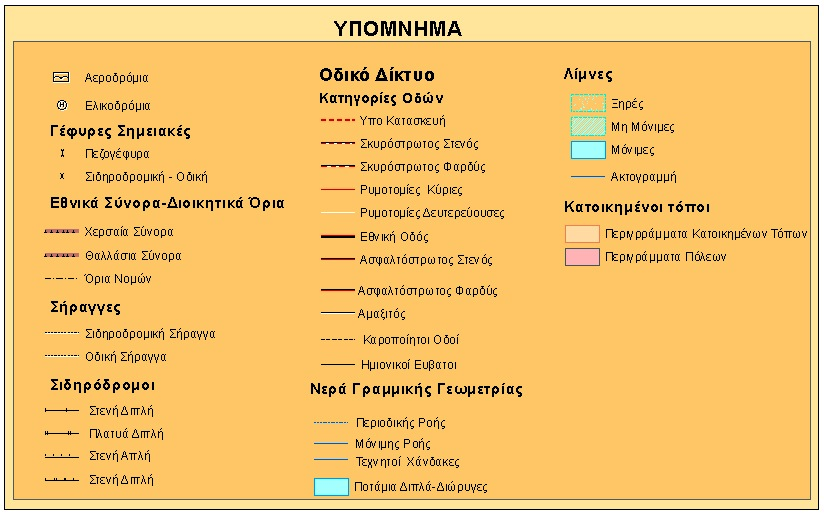 ΥΠΟΜΝΗΜΑ
Αεροδρόμια
Ελικοδρόμια
Γέφυρες Σημειακές
Πεζογέφυρα
Σιδηροδρομική - Οδική
Εθνικά Σύνορα-Διοικητικά Όρια
Χερσαία Σύνορα
Θαλλάσια Σύνορα
Όρια Νομών
Σήραγγες
Σιδηροδρομική Σήραγγα
Οδική Σήραγγα
Σιδηρόδρομοι
Στενή Διπλή
Πλατυά Διπλή
Στενή Απλή
Στενή Διπλή
Οδικό Δίκτυο
Κατηγορίες Οδών
Υπο Κατασκευή
Σκυρόστρωτος Στενός
Σκυρόστρωτος Φαρδύς
Ρυμοτομίες Κύριες
Ρυμοτομίες Δευτερεύουσες
Εθνική Οδός
Ασφαλτόστρωτος Στενός
Ασφαλτόστρωτος Φαρδύς
Αμαξιτός
Καροποίητοι Οδοί
Ημιονικοί Ευβατοι
Νερά Γραμμικής Γεωμετρίας
Περιοδικής Ροής
Μόνιμης Ροής
Τεχνητοί Χάνδακες
Ποτάμια Διπλά-Διώρυγες
Λίμνες
Ξηρές
Μη Μόνιμες
Μόνιμες
Ακτογραμμή
Κατοικημένοι τόποι
Περιγρράμματα Κατοικημένων Τόπων
Περιγράμματα Πόλεων